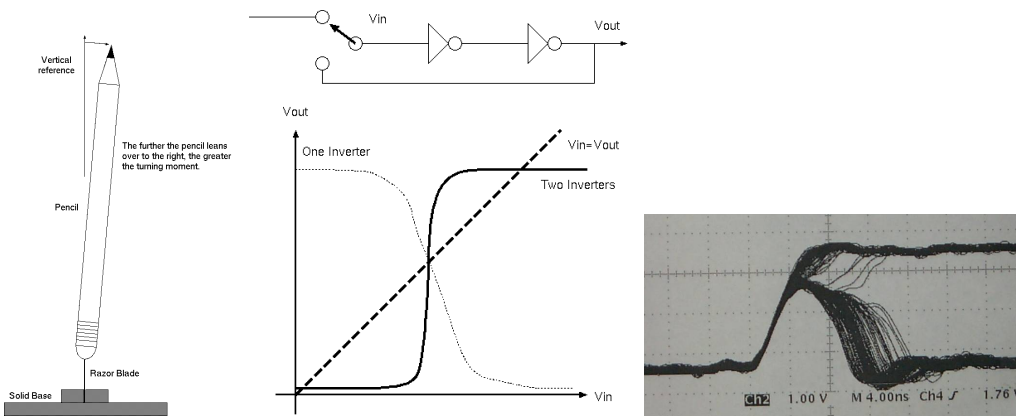 Vertical
reference
The further the pencil leans
over to the right, the greater
the turning moment.
Pencil
Razor Blade
Solid Base
Vin
Vout
Vout
One Inverter
Vin=Vout
Two Inverters
Vin
Ch2 1.00 V M 4.00ns Ch4 1.76